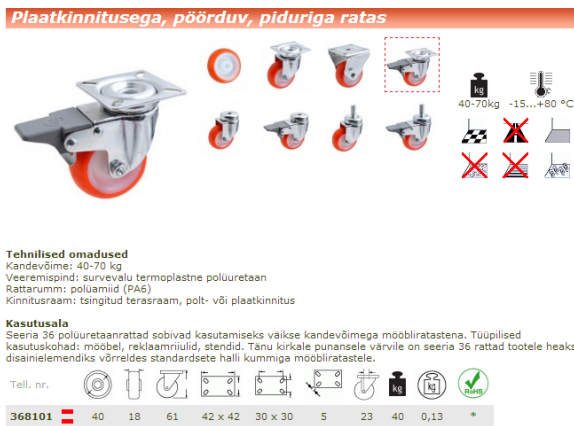 Plaatkinnitusega, pöörduv, piduriga ratas
kg
°C
40-70kg -15...+80 °C
Tehnilised omadused
Kandevõime: 40-70 kg
Veeremispind: survevalu termoplastne polüuretaan
Rattarumm: polüamiid (PA6)
Kinnitusraam: tsingitud terasraam, polt- või plaatkinnitus
Kasutusala
Seeria 36 polüuretaanrattad sobivad kasutamiseks väikse kandevõimega mööbliratastena. Tüüpilised
kasutuskohad: mööbel, reklaamriiulid, stendid. Tänu kirkale punansele värvile on seeria 36 rattad tootele heaks
disainielemendiks võrreldes standardsete halli kummiga mööbliratastele.
Tell. nr. kg kg RoHS
368101 40 18 61 42 x 42 30 x 30 5 23 40 0,13 *